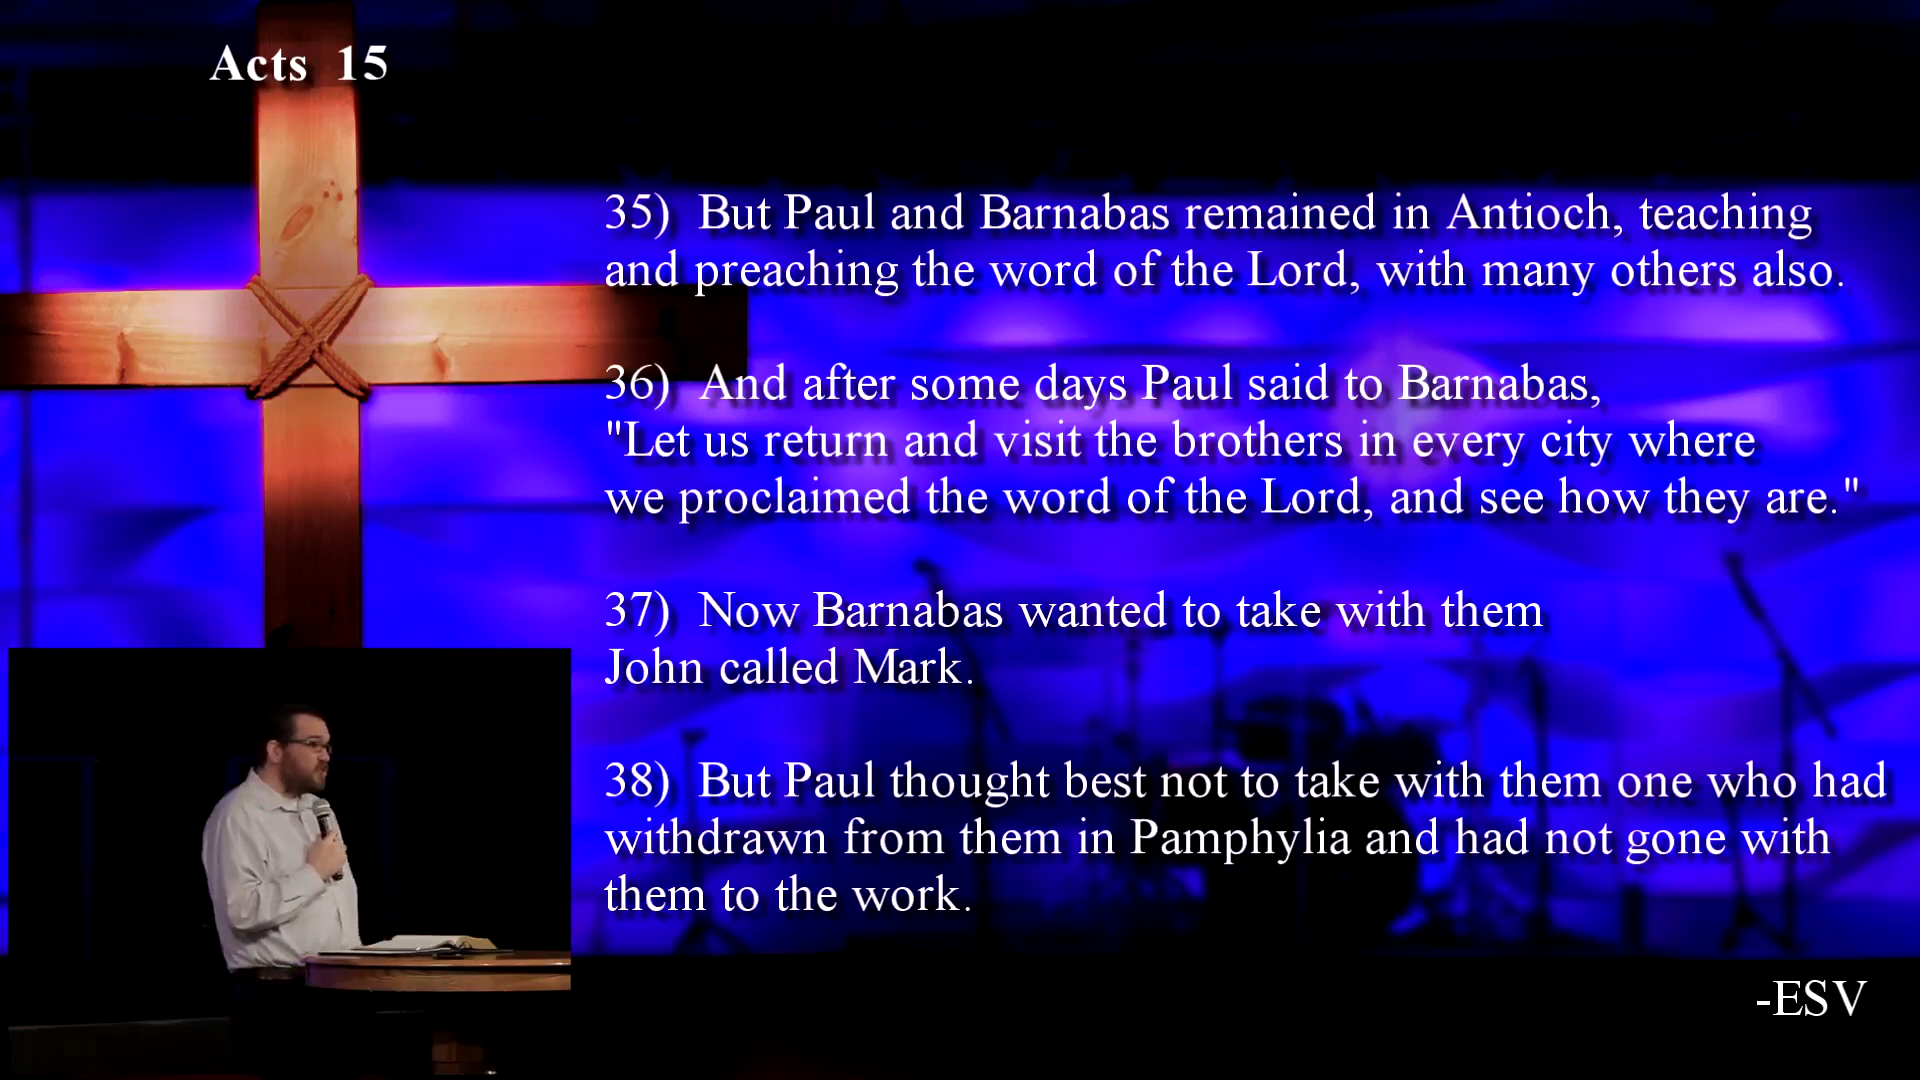 Acts 15
35) But Paul and Barnabas remained in Antioch, teaching
and preaching the word of the Lord, with many others also.
36) And after some days Paul said to Barnabas,
"Let us return and visit the brothers in every city where
we proclaimed the word of the Lord, and see how they are."
37) Now Barnabas wanted to take with them
John called Mark.
38) But Paul thought best not to take with them one who had
withdrawn from them in Pamphylia and had not gone with
them to the work.
-ESV